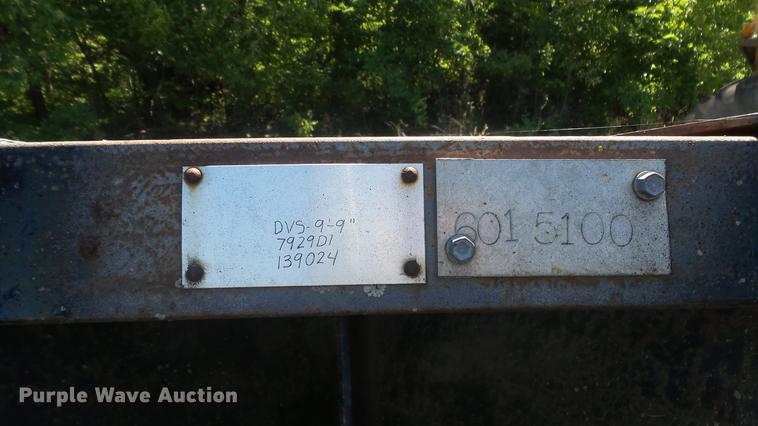 DVS-9'-9"
7929D1
139024
601 5100
Purple Wave Auction